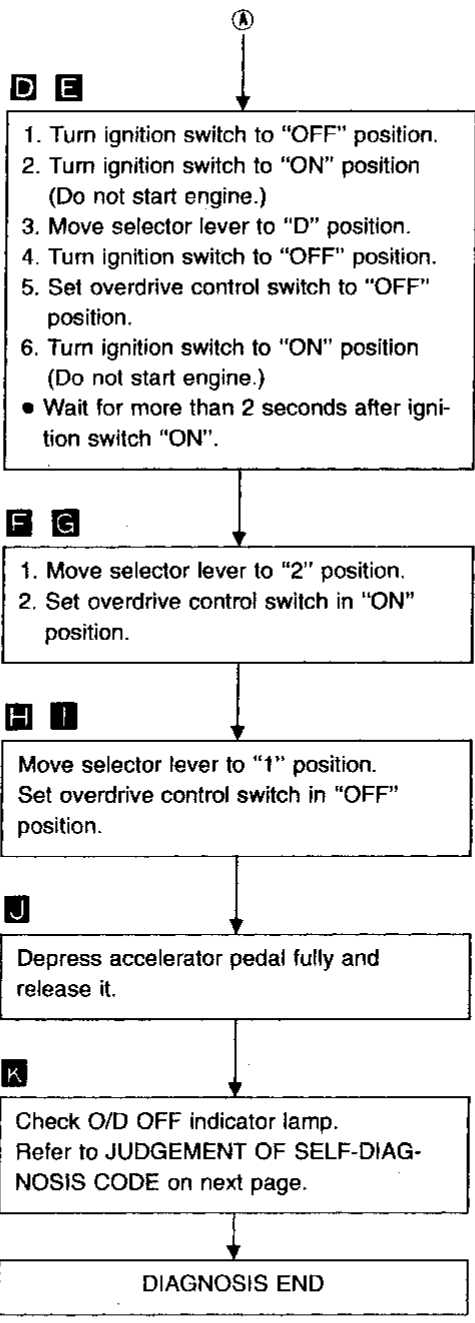 A
D E
1. Turn ignition switch to “OFF” position.
2. Turn ignition switch to “ON” position
(Do not start engine.)
3. Move selector lever to “D” position.
4. Turn ignition switch to “OFF” position.
5. Set overdrive control switch to “OFF”
position.
6. Turn ignition switch to “ON” position
(Do not start engine.)
• Wait for more than 2 seconds after igni-
tion switch “ON”.
F G
1. Move selector lever to “2” position.
2. Set overdrive control switch in “ON”
position.
H I
Move selector lever to “1” position.
Set overdrive control switch in “OFF”
position.
J
Depress accelerator pedal fully and
release it.
K
Check O/D OFF indicator lamp.
Refer to JUDGEMENT OF SELF-DIAG-
NOSIS CODE on next page.
DIAGNOSIS END